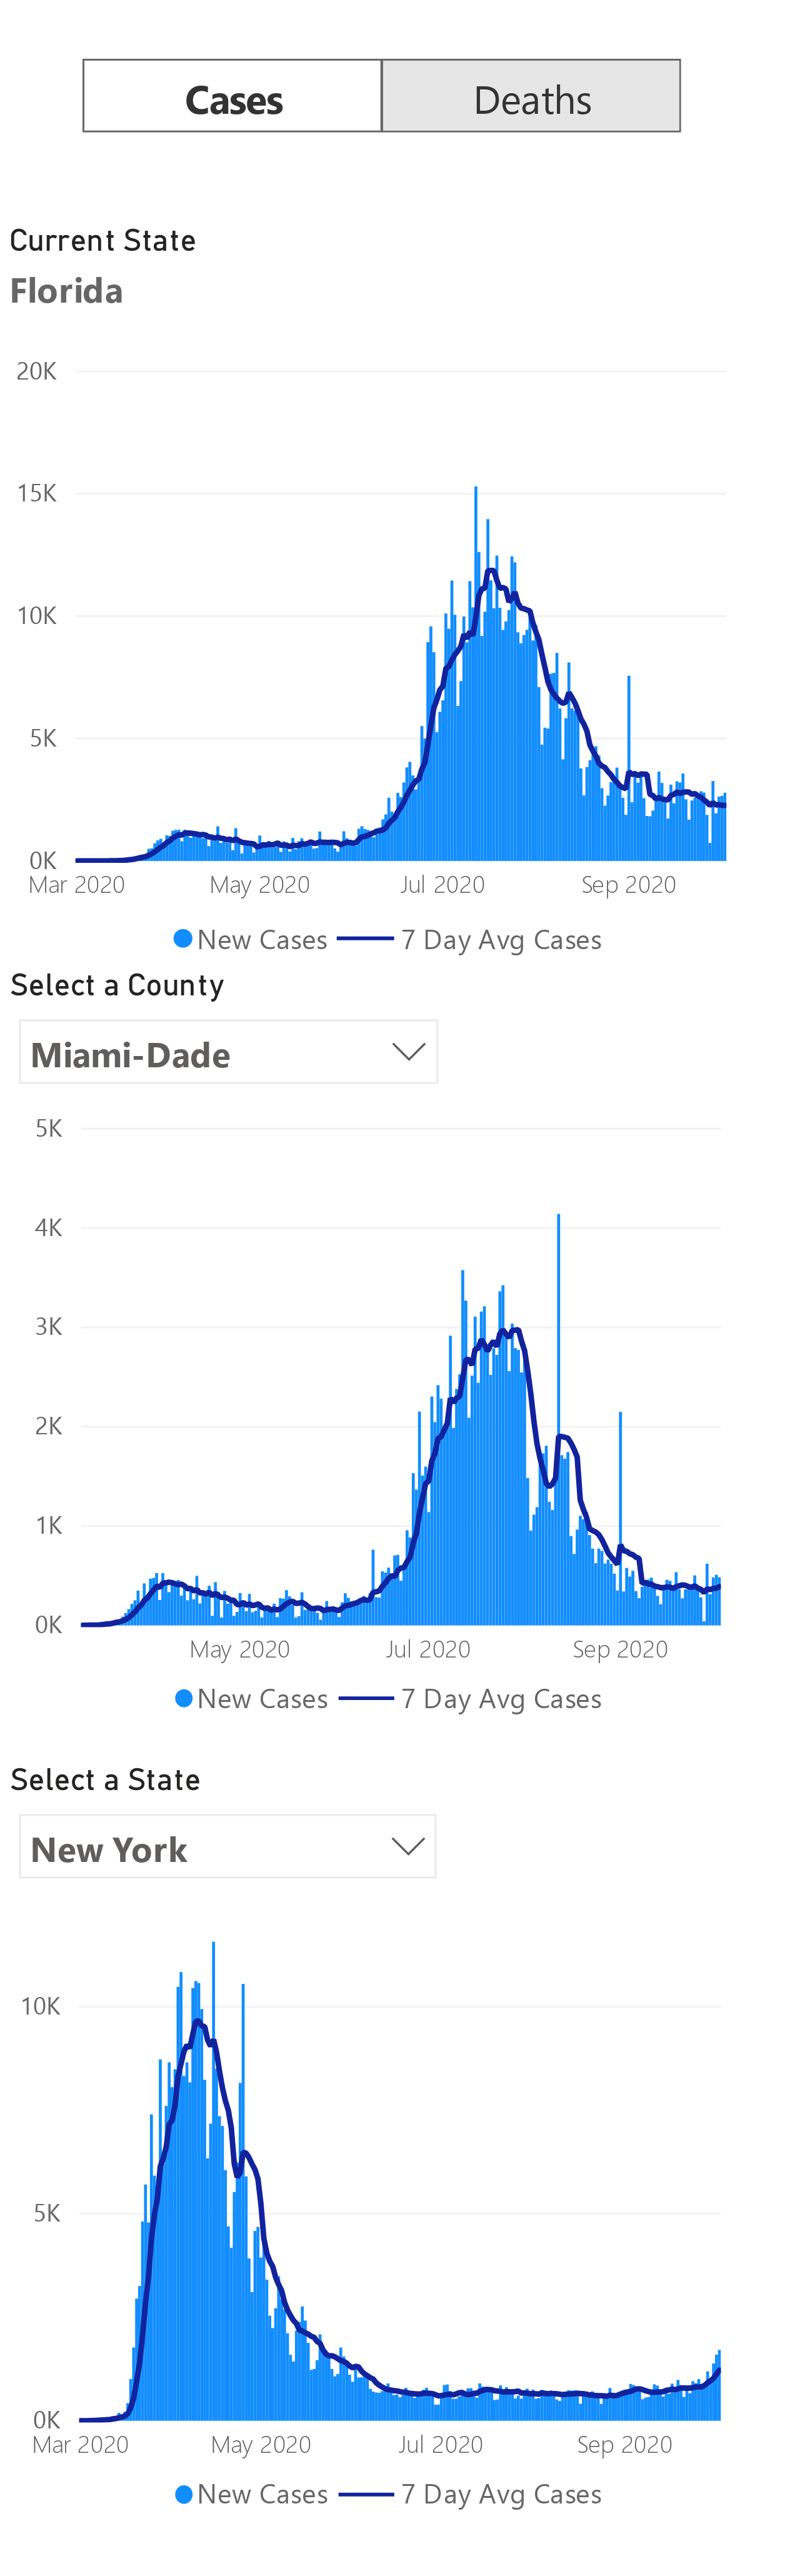 Cases Deaths
Current State
Florida
20K
15K
10K
5K
0K
Mar 2020 May 2020 Jul 2020 Sep 2020
New Cases 7 Day Avg Cases
Select a County
Miami-Dade
5K
4K
3K
2K
1K
0K
May 2020 Jul 2020 Sep 2020
New Cases 7 Day Avg Cases
Select a State
New York
10K
5K
0K
Mar 2020 May 2020 Jul 2020 Sep 2020
New Cases 7 Day Avg Cases